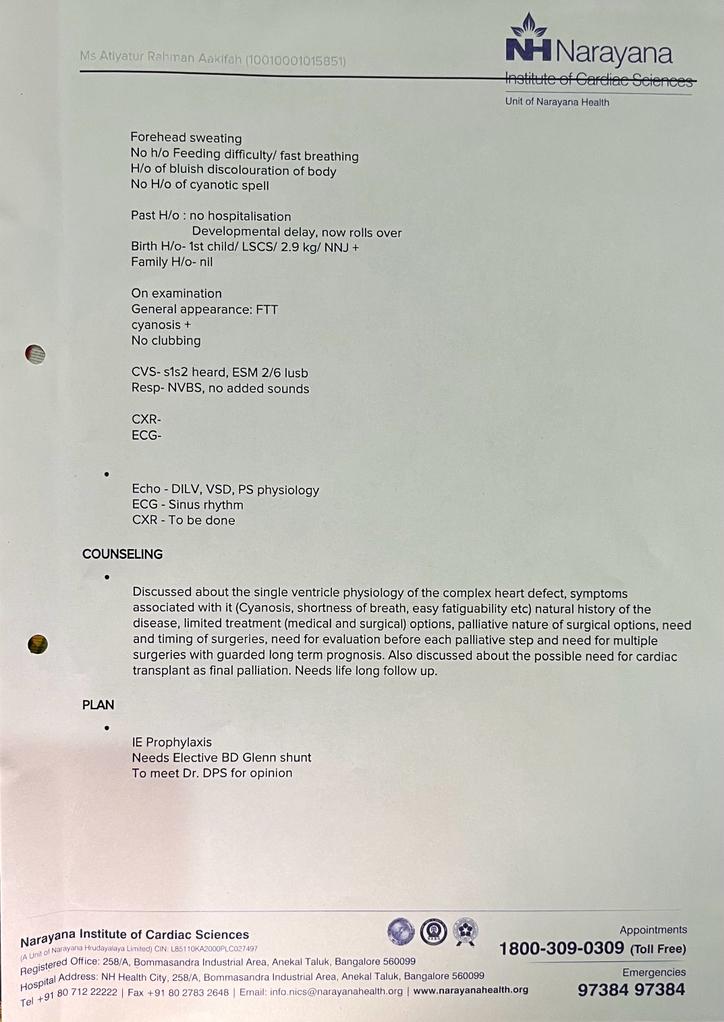 Ms Atiyatur Rahman Aakifah (10010001015851)
NH Narayana
Institute of Cardiac Sciences
Unit of Narayana Health
Forehead sweating
No h/o Feeding difficulty/ fast breathing
H/o of bluish discolouration of body
No H/o of cyanotic spell
Past H/o : no hospitalisation
Developmental delay, now rolls over
Birth H/o- 1st child/ LSCS/ 2.9 kg/ NNJ +
Family H/o- nil
On examination
General appearance: FTT
cyanosis +
No clubbing
CVS- s1s2 heard, ESM 2/6 lusb
Resp- NVBS, no added sounds
CXR-
ECG-
•
Echo - DILV, VSD, PS physiology
ECG - Sinus rhythm
CXR - To be done
COUNSELING
•
Discussed about the single ventricle physiology of the complex heart defect, symptoms
associated with it (Cyanosis, shortness of breath, easy fatiguability etc) natural history of the
disease, limited treatment (medical and surgical) options, palliative nature of surgical options, need
and timing of surgeries, need for evaluation before each palliative step and need for multiple
surgeries with guarded long term prognosis. Also discussed about the possible need for cardiac
transplant as final palliation. Needs life long follow up.
PLAN
•
IE Prophylaxis
Needs Elective BD Glenn shunt
To meet Dr. DPS for opinion
Narayana Institute of Cardiac Sciences
(A Unit of Narayana Hrudayalaya Limited) CIN: L85110KA2000PLC027497
Registered Office: 258/A, Bommasandra Industrial Area, Anekal Taluk, Bangalore 560099
Hospital Address: NH Health City, 258/A, Bommasandra Industrial Area, Anekal Taluk, Bangalore 560099
Tel +91 80 712 22222 | Fax +91 80 2783 2648 | Email: info.nics@narayanahealth.org | www.narayanahealth.org
Appointments
1800-309-0309 (Toll Free)
Emergencies
97384 97384